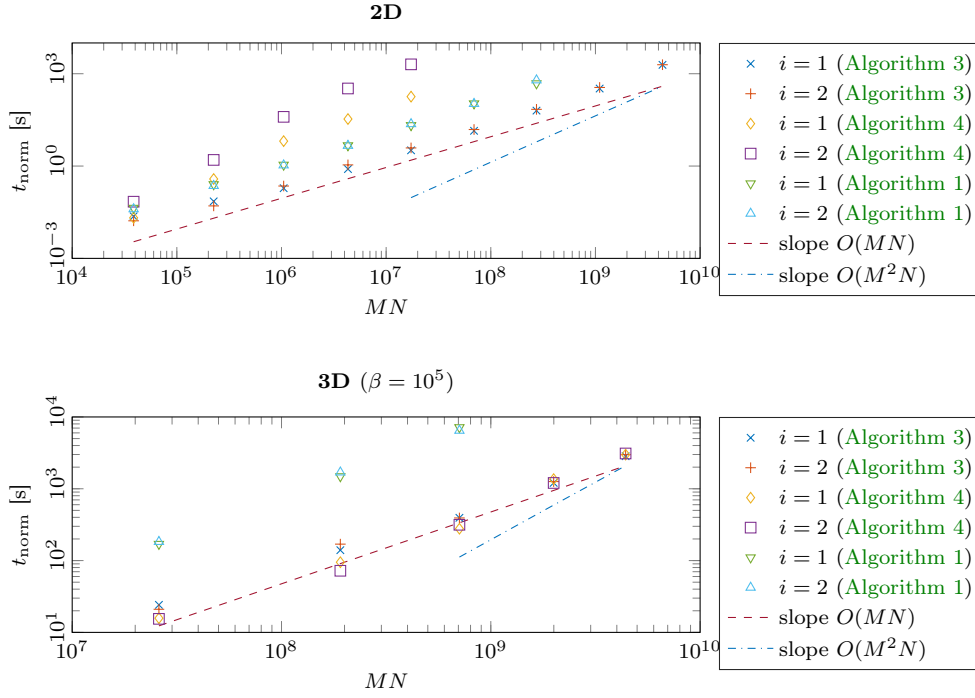 2D
10^3
10^0
10^{-3}
t_norm [s]
10^4 10^5 10^6 10^7 10^8 10^9 10^10
MN
i = 1 (Algorithm 3)
i = 2 (Algorithm 3)
i = 1 (Algorithm 4)
i = 2 (Algorithm 4)
i = 1 (Algorithm 1)
i = 2 (Algorithm 1)
slope O(MN)
slope O(M^2N)
3D (β = 10^5)
10^4
10^3
10^2
10^1
t_norm [s]
10^7 10^8 10^9 10^10
MN
i = 1 (Algorithm 3)
i = 2 (Algorithm 3)
i = 1 (Algorithm 4)
i = 2 (Algorithm 4)
i = 1 (Algorithm 1)
i = 2 (Algorithm 1)
slope O(MN)
slope O(M^2N)